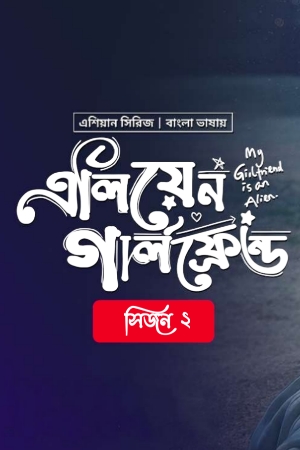 এশিয়ান সিরিজ | বাংলা ভাষায়
এলিয়েন
গার্লফ্রেন্ড
My
Girlfriend
is an
Alien
সিজন ২